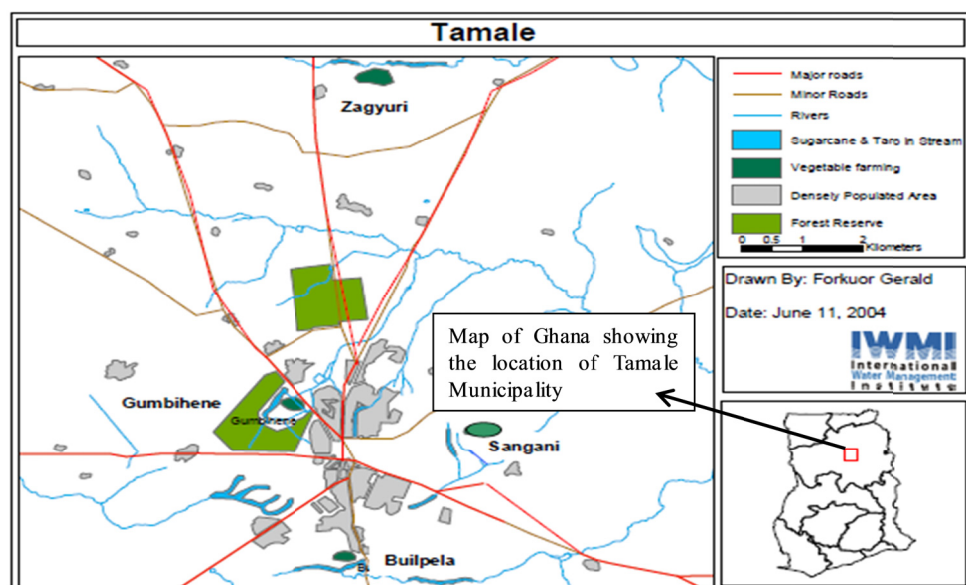 Tamale
Zagyuri
Gumbihene
Gumbihene
Sangani
Builpela
Map of Ghana showing
the location of Tamale
Municipality
Major roads
Minor Roads
Rivers
Sugarcane & Taro in Stream
Vegetable farming
Densely Populated Area
Forest Reserve
0 0.5 1 2
Kilometers
Drawn By: Forkuor Gerald
Date: June 11, 2004
IWMI
International
Water Management
Institute